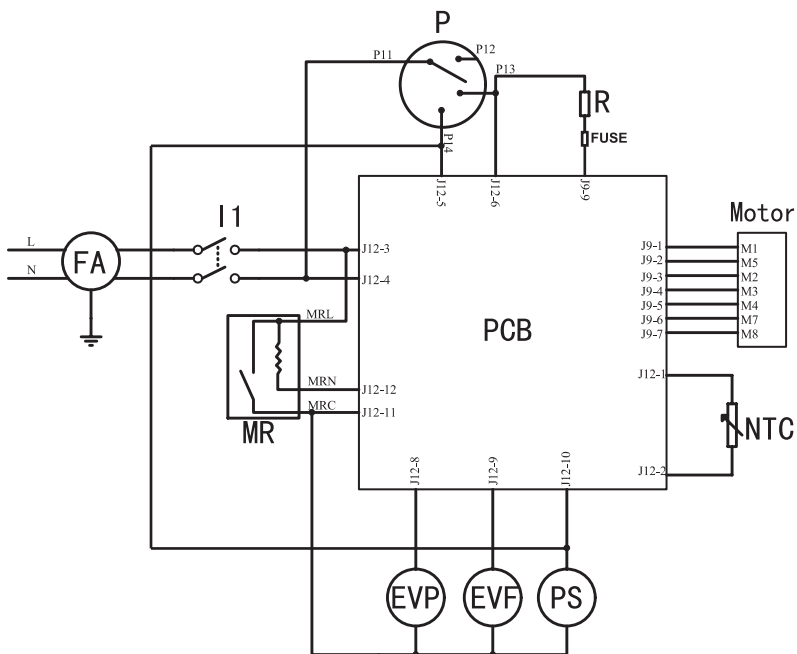 P
P11
P12
P13
R
FUSE
P14
J12-5
J12-6
J9-9
I1
L
FA
N
J12-3
J12-4
Motor
J9-1
M1
J9-2
M5
J9-3
M2
J9-4
M3
J9-5
M4
J9-6
M7
J9-7
M8
MRL
PCB
J12-1
MRN
J12-12
MRC
J12-11
MR
NTC
J12-8
J12-9
J12-10
J12-2
EVP
EVF
PS